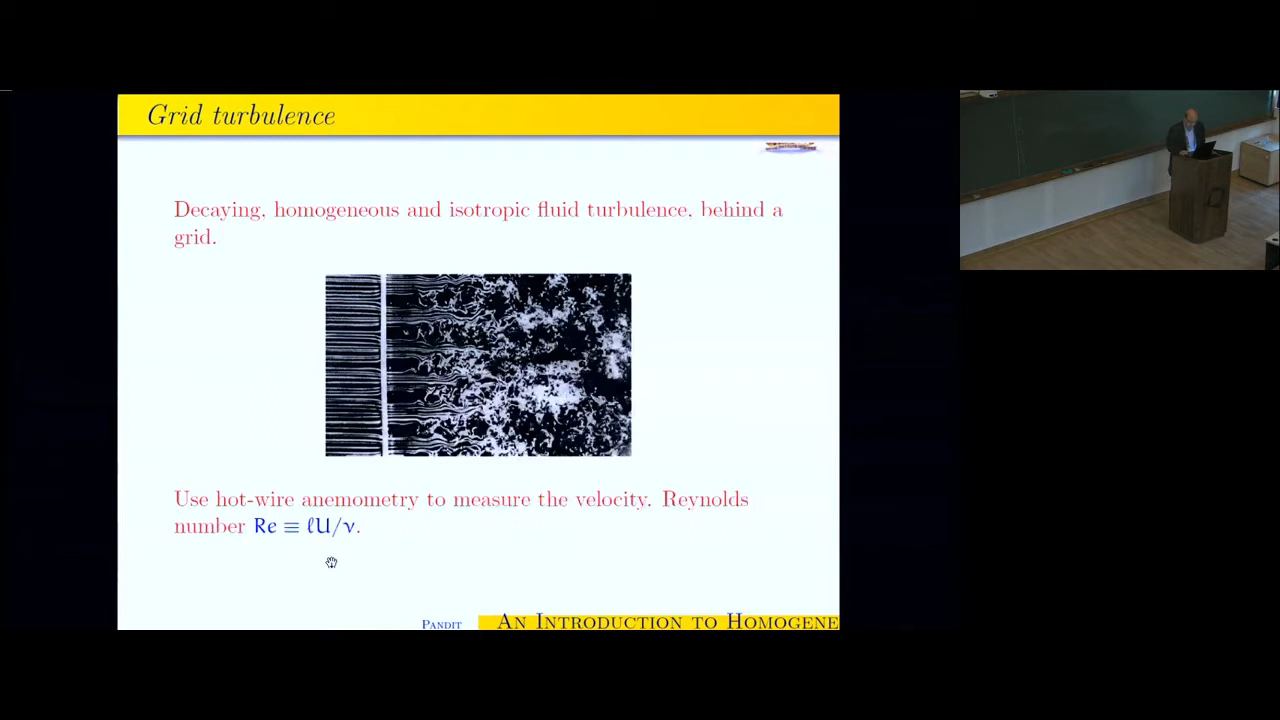 Grid turbulence
Decaying, homogeneous and isotropic fluid turbulence, behind a
grid.
Use hot-wire anemometry to measure the velocity. Reynolds
number Re ≡ ℓU/ν.
Pandit
An Introduction to Homogene